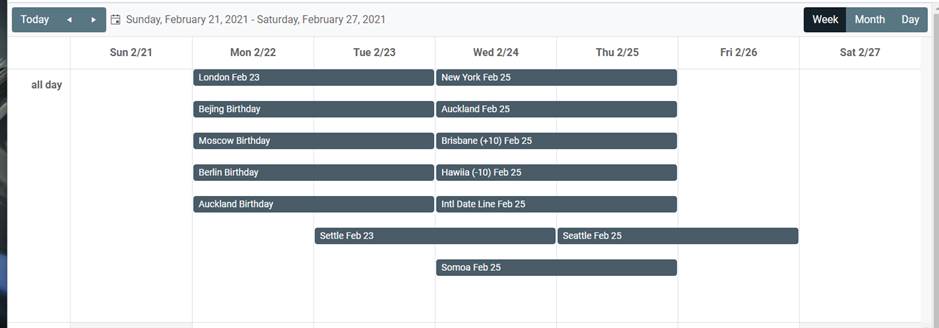 Today Sunday, February 21, 2021 - Saturday, February 27, 2021 Week Month Day
Sun 2/21 Mon 2/22 Tue 2/23 Wed 2/24 Thu 2/25 Fri 2/26 Sat 2/27
all day
London Feb 23 New York Feb 25
Bejing Birthday Auckland Feb 25
Moscow Birthday Brisbane (+10) Feb 25
Berlin Birthday Hawiia (-10) Feb 25
Auckland Birthday Intl Date Line Feb 25
Settle Feb 23 Seattle Feb 25
Somoa Feb 25